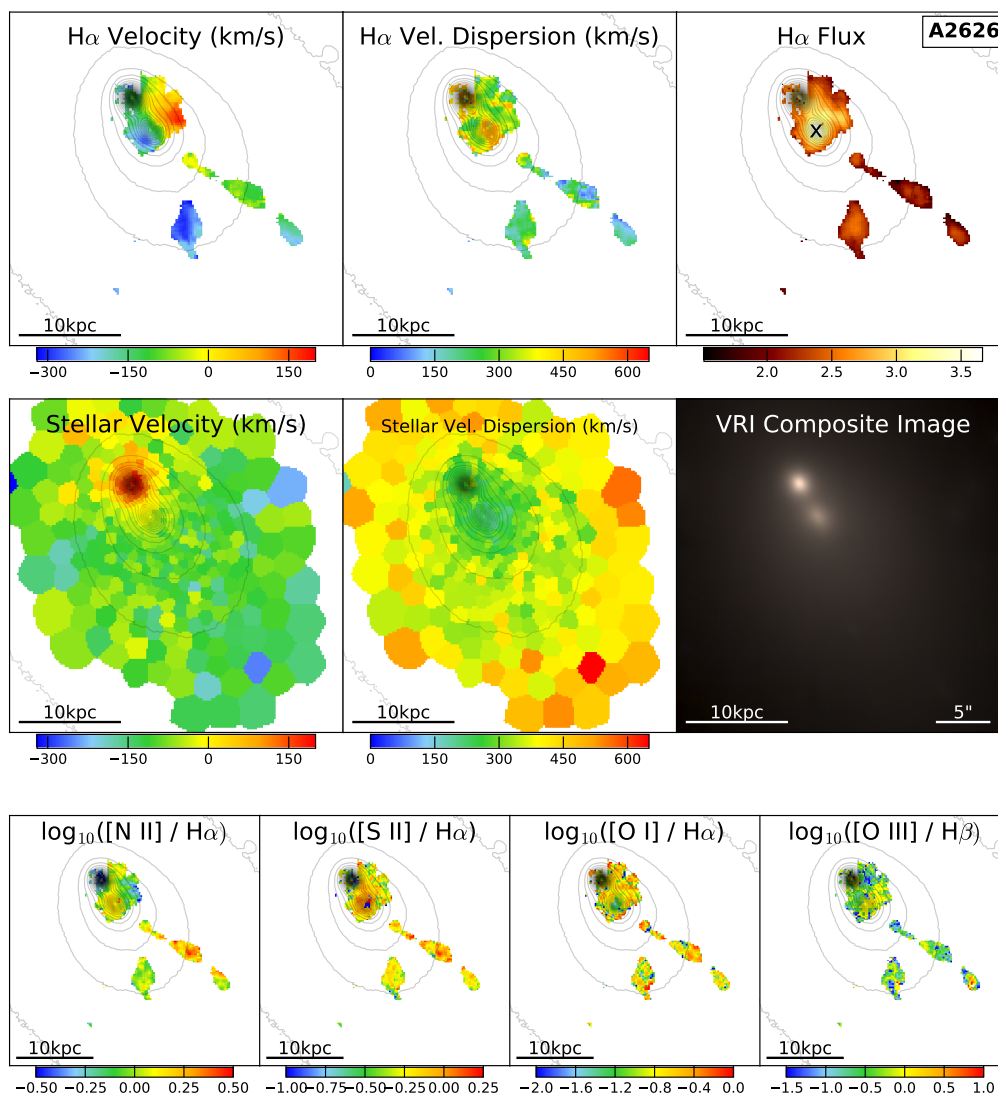 Hα Velocity (km/s)
Hα Vel. Dispersion (km/s)
Hα Flux
A2626
x
10kpc
10kpc
10kpc
−300 −150 0 150
0 150 300 450 600
2.0 2.5 3.0 3.5
Stellar Velocity (km/s)
Stellar Vel. Dispersion (km/s)
VRI Composite Image
10kpc
10kpc
10kpc
5"
−300 −150 0 150
0 150 300 450 600
log₁₀([N II] / Hα)
log₁₀([S II] / Hα)
log₁₀([O I] / Hα)
log₁₀([O III] / Hβ)
10kpc
10kpc
10kpc
10kpc
−0.50 −0.25 0.00 0.25 0.50
−1.00 −0.75 −0.50 −0.25 0.00 0.25
−2.0 −1.6 −1.2 −0.8 −0.4 0.0
−1.5 −1.0 −0.5 0.0 0.5 1.0